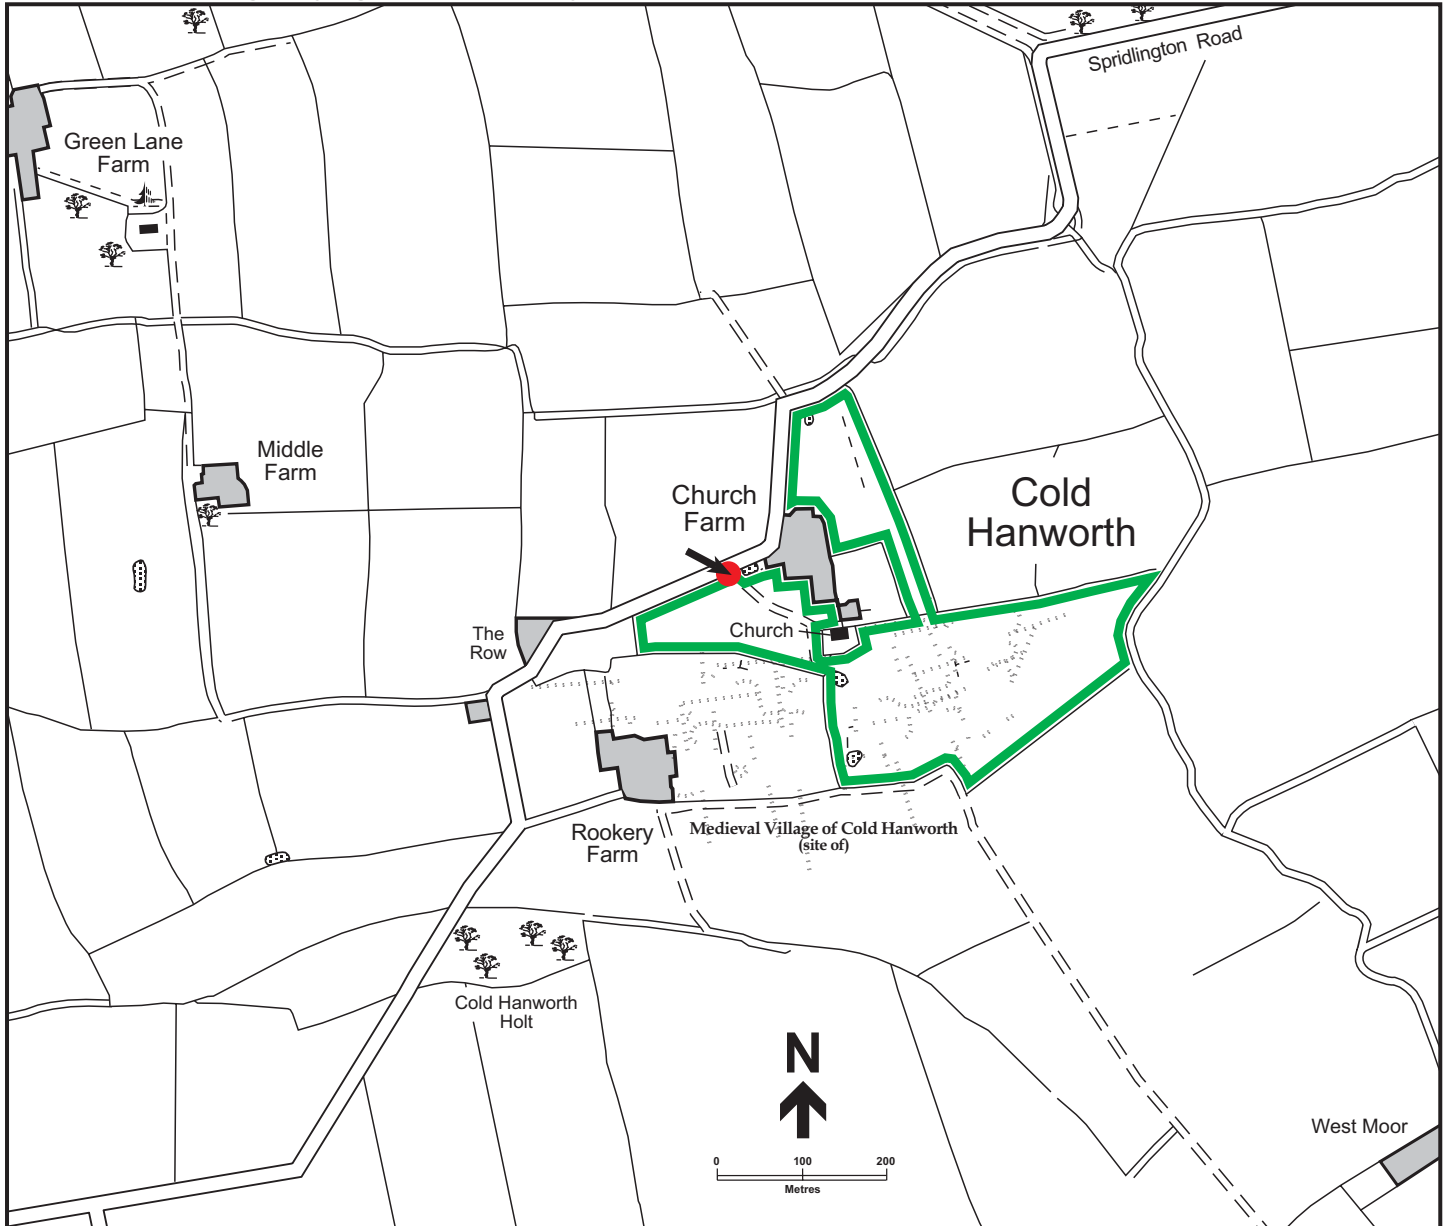 Spridlington Road
Green Lane
Farm
Middle
Farm
Church
Farm
Cold
Hanworth
The
Row
Church
Rookery
Farm
Medieval Village of Cold Hanworth
(site of)
Cold Hanworth
Holt
N
West Moor
0 100 200
Metres